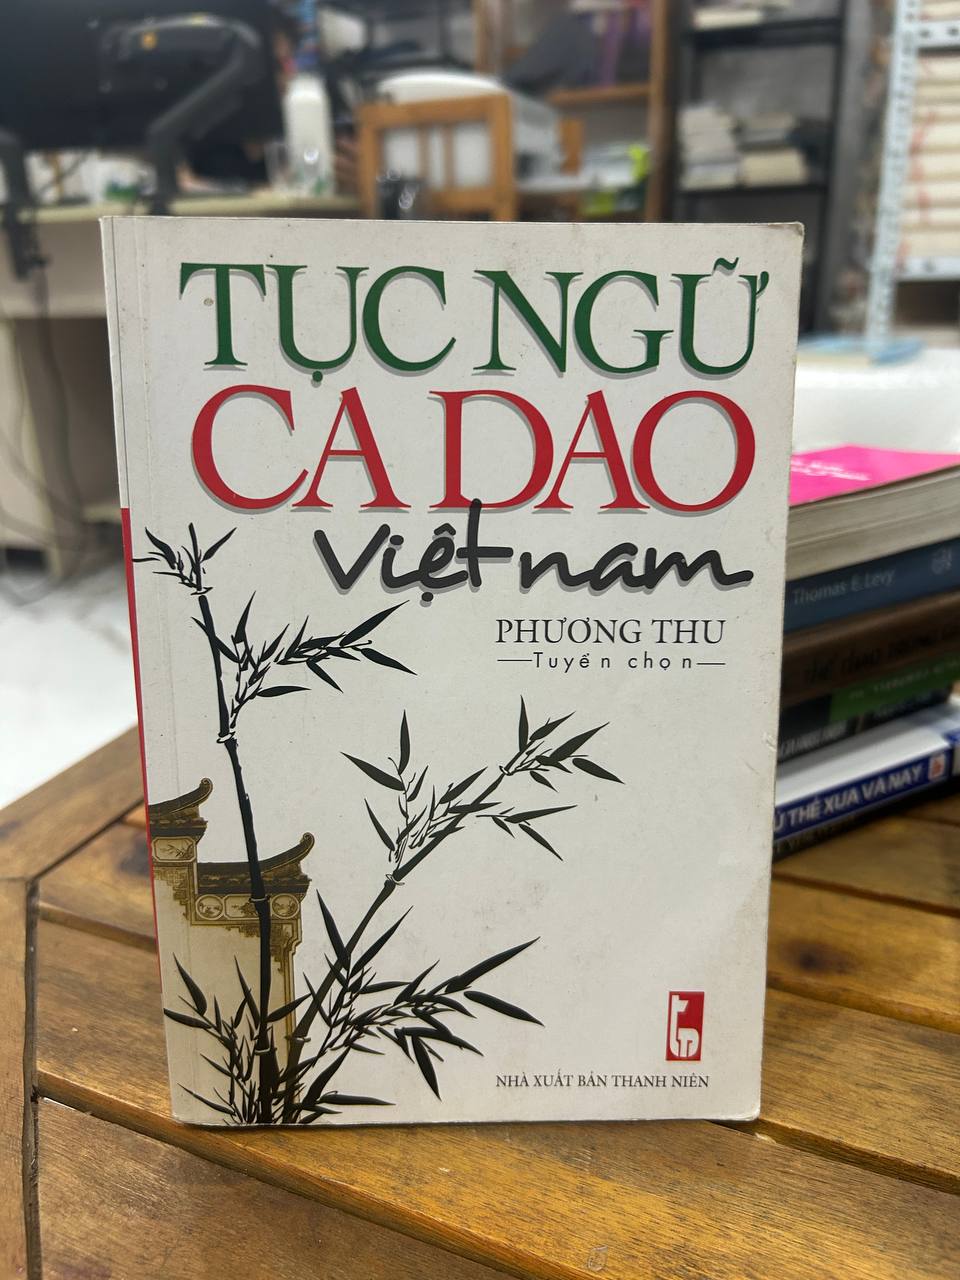 TỤC NGỮ
CA DAO
việt nam
PHƯƠNG THU
Tuyển chọn
NHÀ XUẤT BẢN THANH NIÊN
Thomas E. Levy
THẾ XƯA VÀ NAY